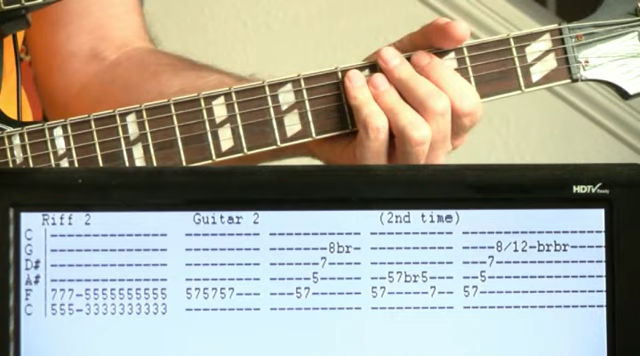 HDTV Ready
Riff 2 Guitar 2 (2nd time)
C |----------------- ----------- ----------- ----------- --------------------
G |----------------- ----------- --------8br- ----------- -----8/12-brbr----
D#|----------------- ----------- -------7---- ----------- ----7-------------
A#|----------------- ----------- ------5----- --57br5---- ---5--------------
F |777-5555555555 575757---- ----57------ 57-----7-- 57----------------
C |555-3333333333 ---------- ------------ ---------- ------------------